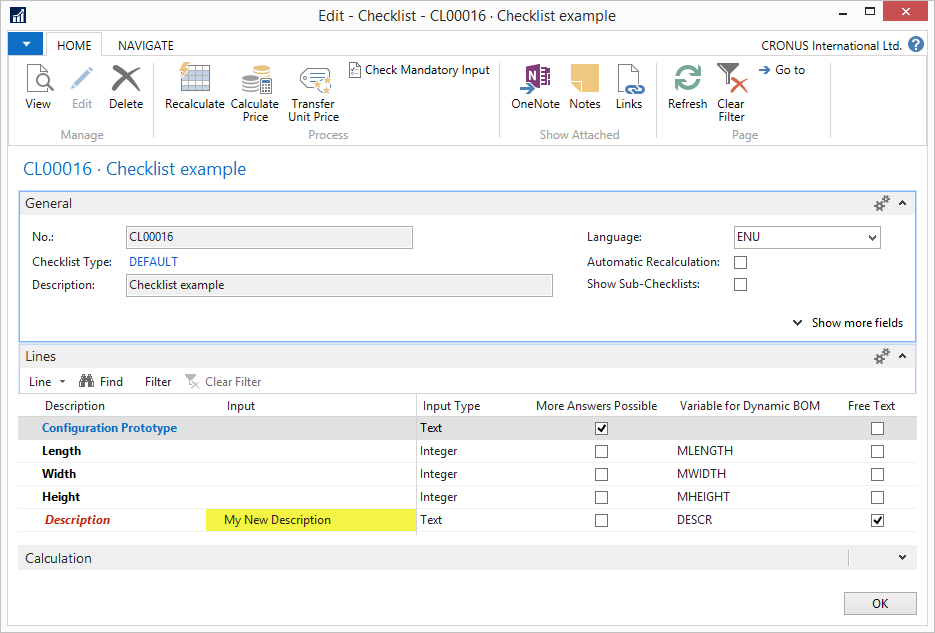 Edit - Checklist - CL00016 · Checklist example
HOME NAVIGATE CRONUS International Ltd. ?
View Edit Delete Recalculate Calculate Price Transfer Unit Price Check Mandatory Input OneNote Notes Links Refresh Clear Filter Go to
Manage Process Show Attached Page
CL00016 · Checklist example
General
No.: CL00016 Language: ENU
Checklist Type: DEFAULT Automatic Recalculation:
Description: Checklist example Show Sub-Checklists:
Show more fields
Lines
Line Find Filter Clear Filter
Description Input Input Type More Answers Possible Variable for Dynamic BOM Free Text
Configuration Prototype Text
Length Integer MLENGTH
Width Integer MWIDTH
Height Integer MHEIGHT
Description My New Description Text DESCR
Calculation
OK